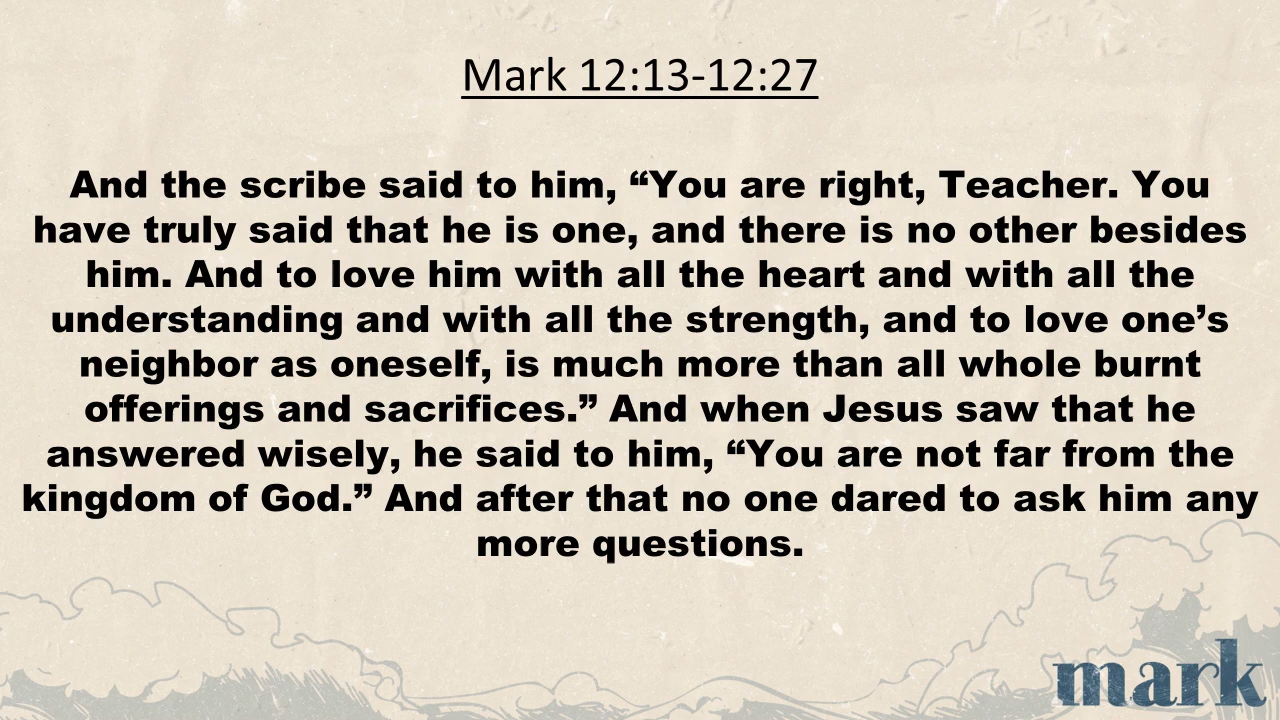 Mark 12:13-12:27
And the scribe said to him, “You are right, Teacher. You
have truly said that he is one, and there is no other besides
him. And to love him with all the heart and with all the
understanding and with all the strength, and to love one’s
neighbor as oneself, is much more than all whole burnt
offerings and sacrifices.” And when Jesus saw that he
answered wisely, he said to him, “You are not far from the
kingdom of God.” And after that no one dared to ask him any
more questions.
mark